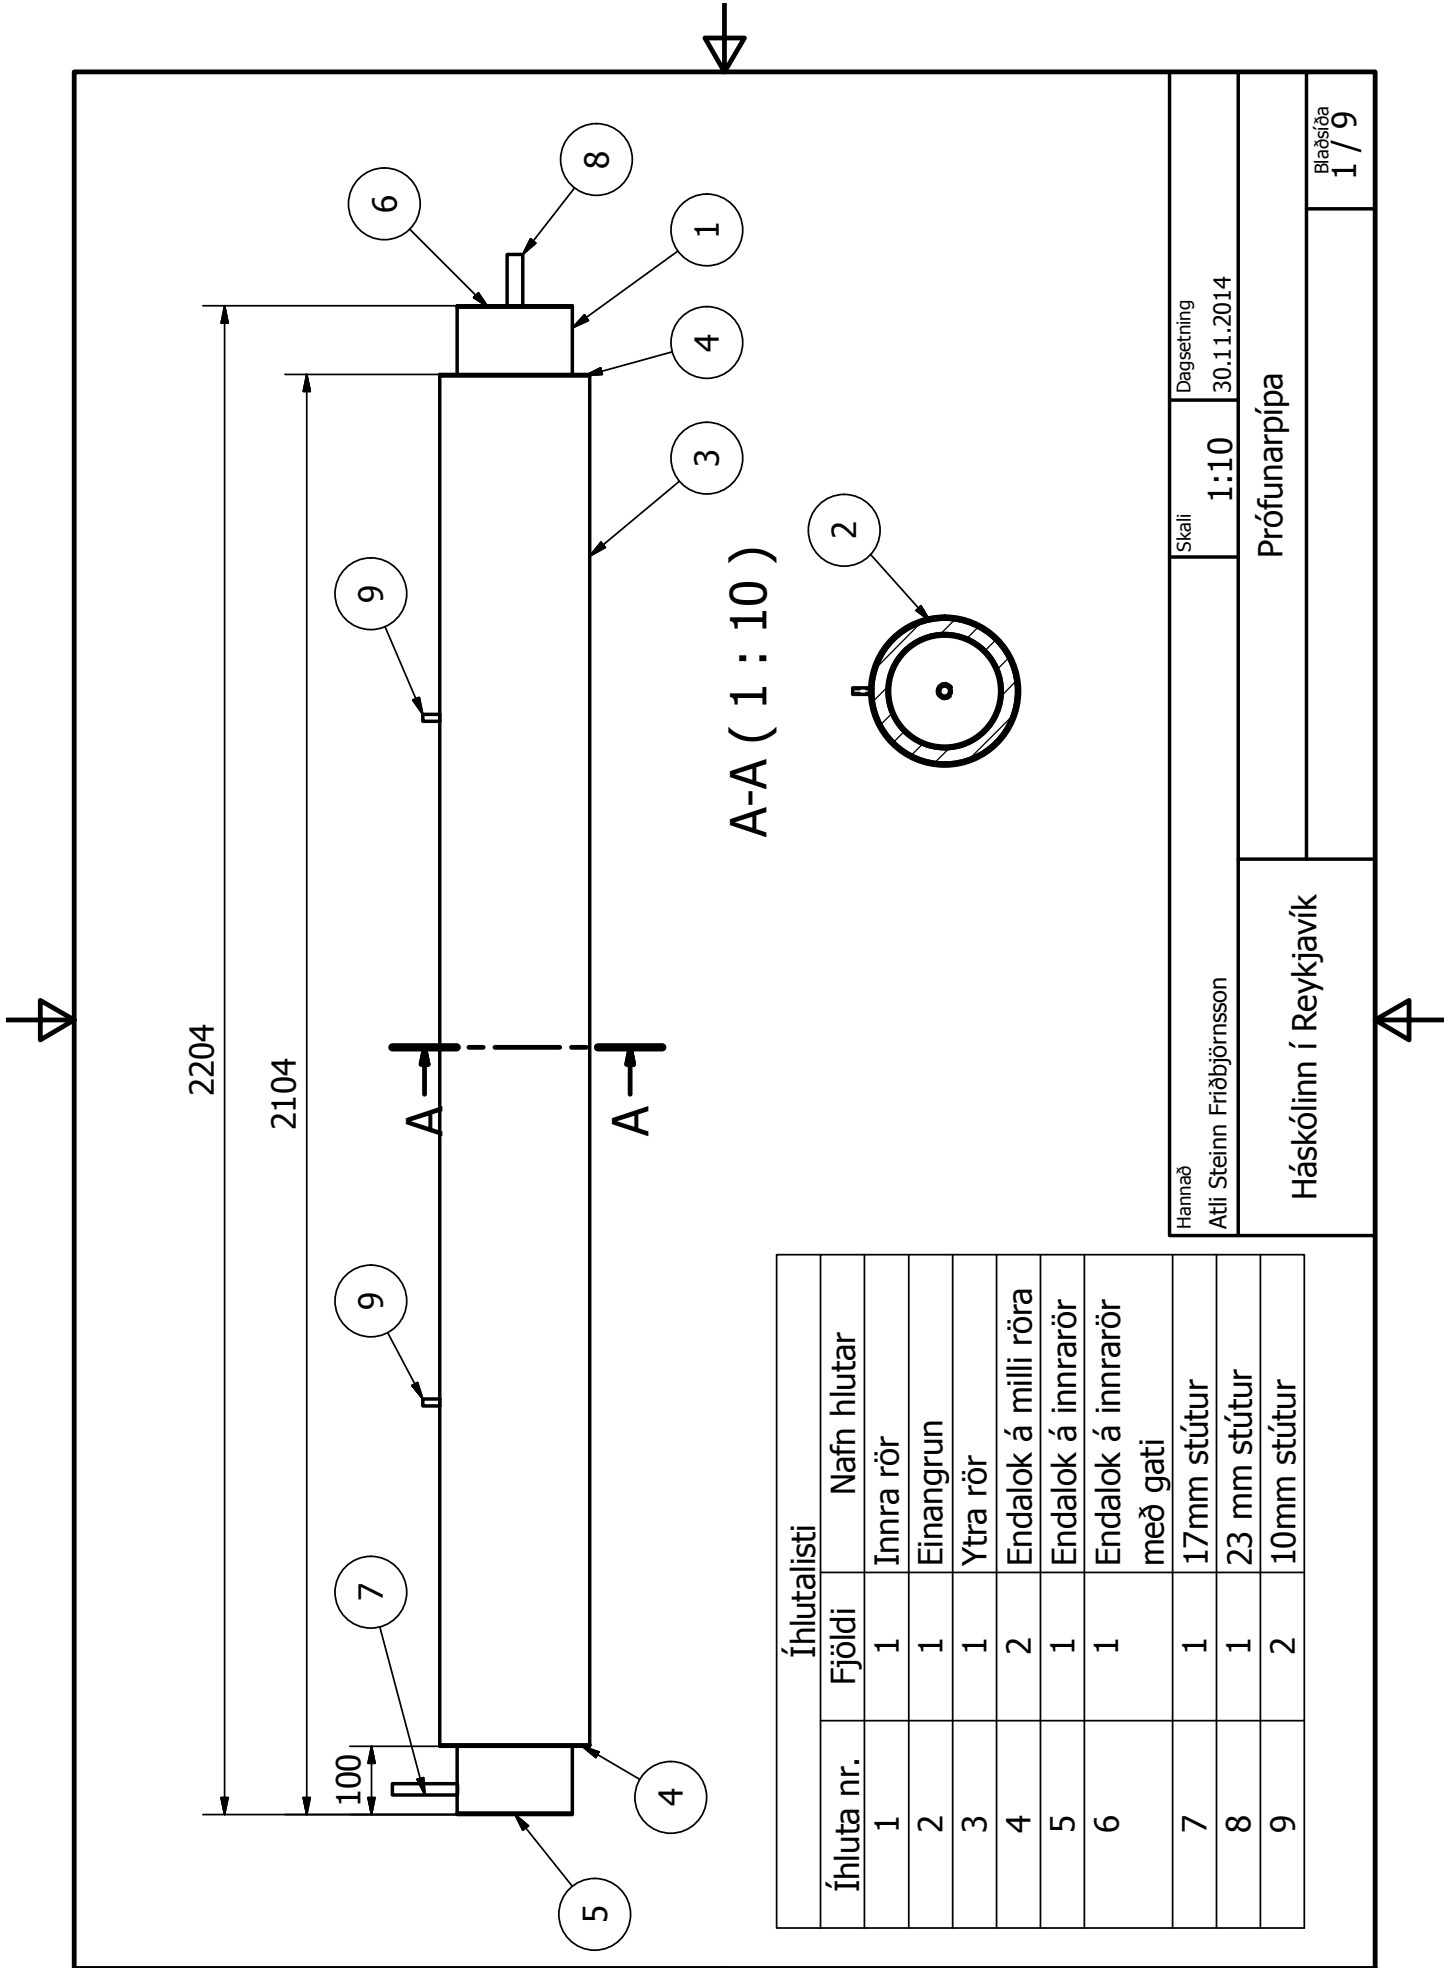 2204
2104
100
7
9
9
6
8
1
4
3
4
5
A
A
A-A ( 1 : 10 )
2
Íhlutalisti
Íhluta nr. Fjöldi Nafn hlutar
1 1 Innra rör
2 1 Einangrun
3 1 Ytra rör
4 2 Endalok á milli röra
5 1 Endalok á innrarör
6 1 Endalok á innrarör
með gati
7 1 17mm stútur
8 1 23 mm stútur
9 2 10mm stútur
Hannað Skali Dagsetning
Atli Steinn Friðbjörnsson 1:10 30.11.2014
Háskólinn í Reykjavík
Prófunarpípa
Blaðsíða
1 / 9